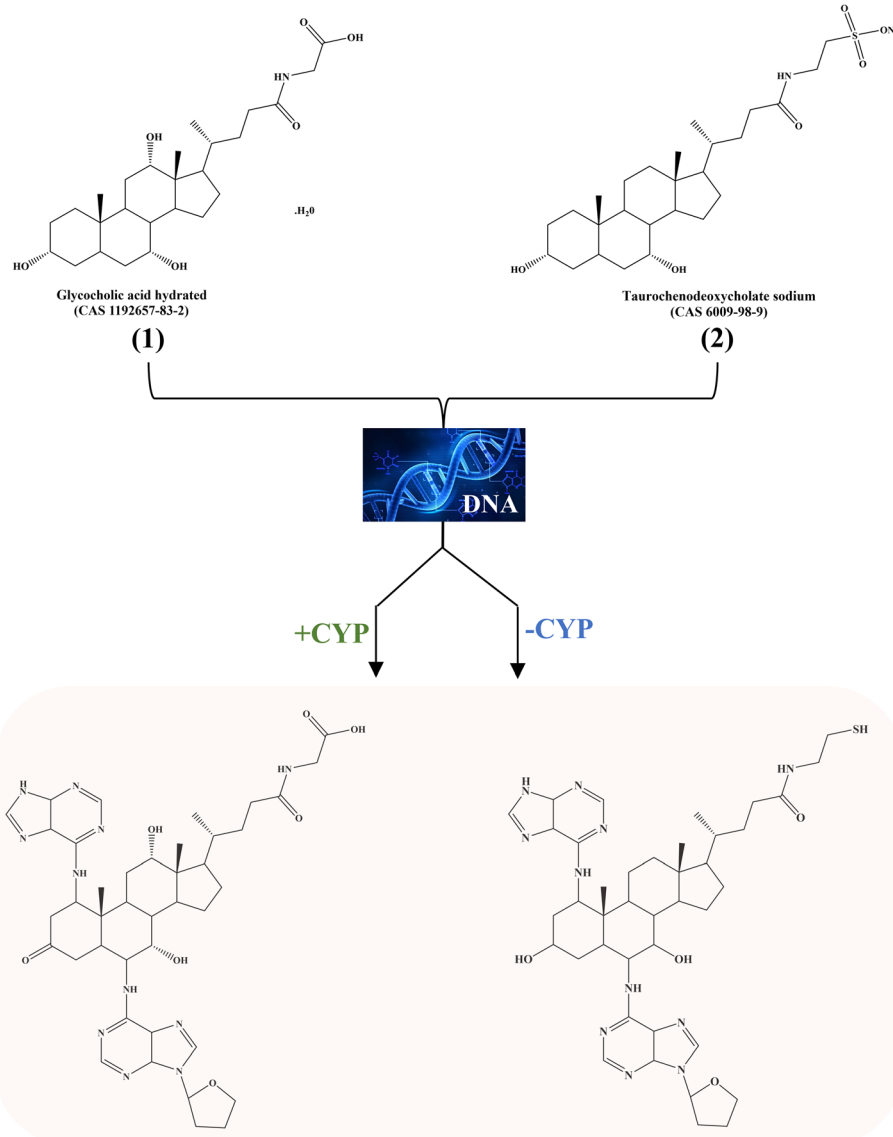 O
OH
HN
O
OH
HO
OH
.H20
Glycocholic acid hydrated
(CAS 1192657-83-2)
(1)
O
S
ON
O
HN
O
HO
OH
Taurochenodeoxycholate sodium
(CAS 6009-98-9)
(2)
DNA
+CYP
-CYP
O
OH
HN
O
H
N
N
N
N
OH
NH
O
OH
NH
N
N
N
N
O
SH
HN
O
H
N
N
N
N
NH
HO
OH
NH
N
N
N
N
O